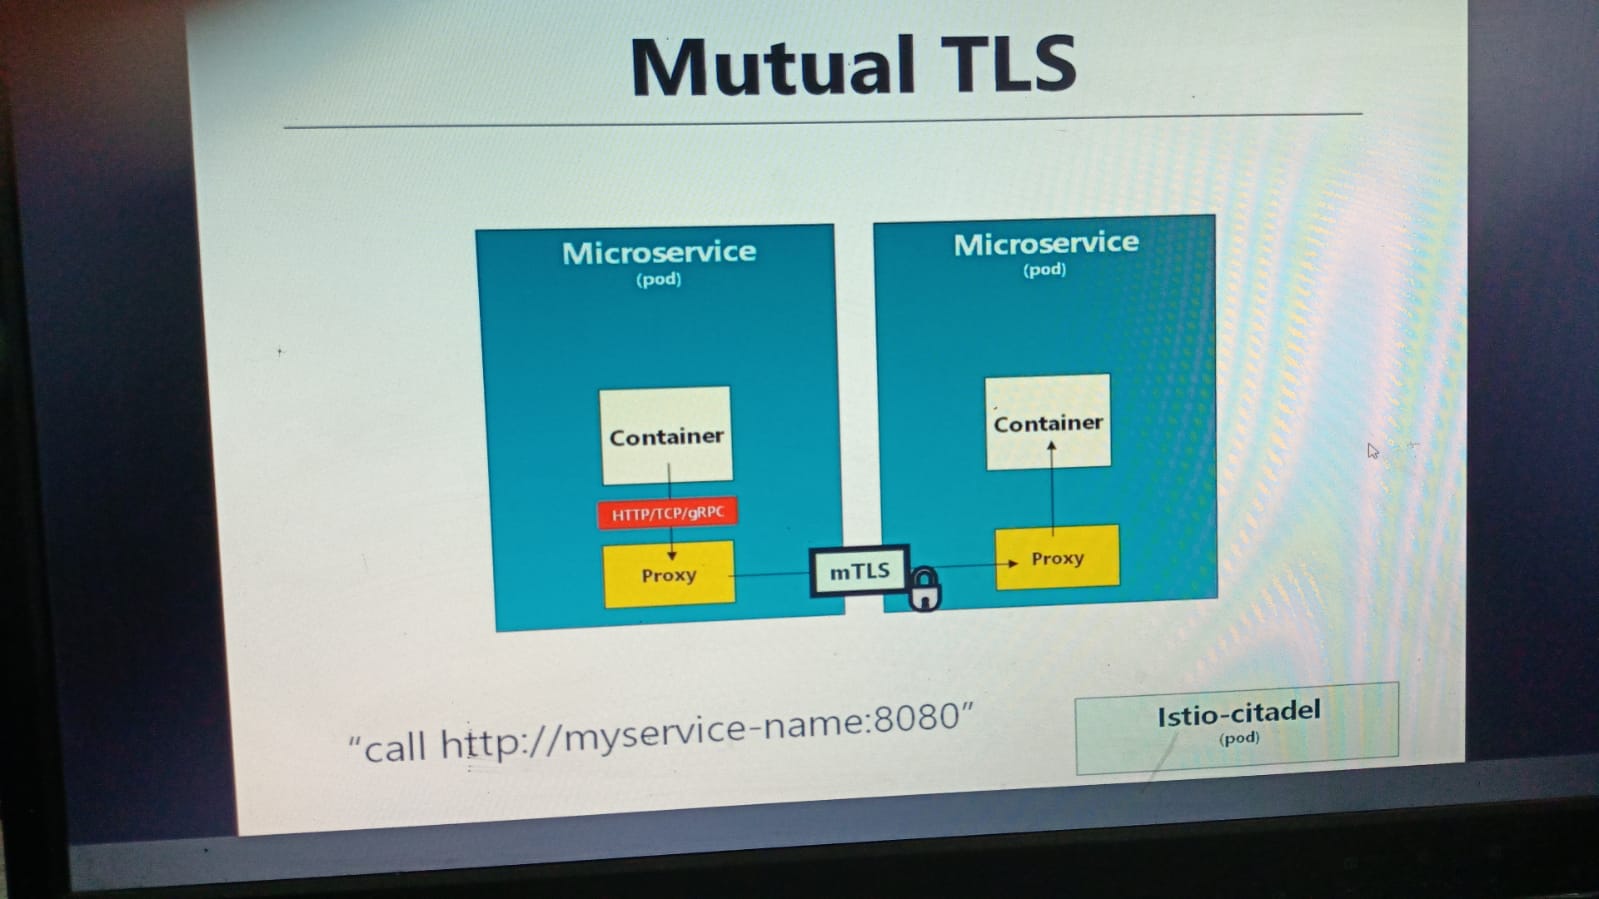 Mutual TLS
Microservice
(pod)
Container
HTTP/TCP/gRPC
Proxy
mTLS
Microservice
(pod)
Container
Proxy
"call http://myservice-name:8080"
Istio-citadel
(pod)